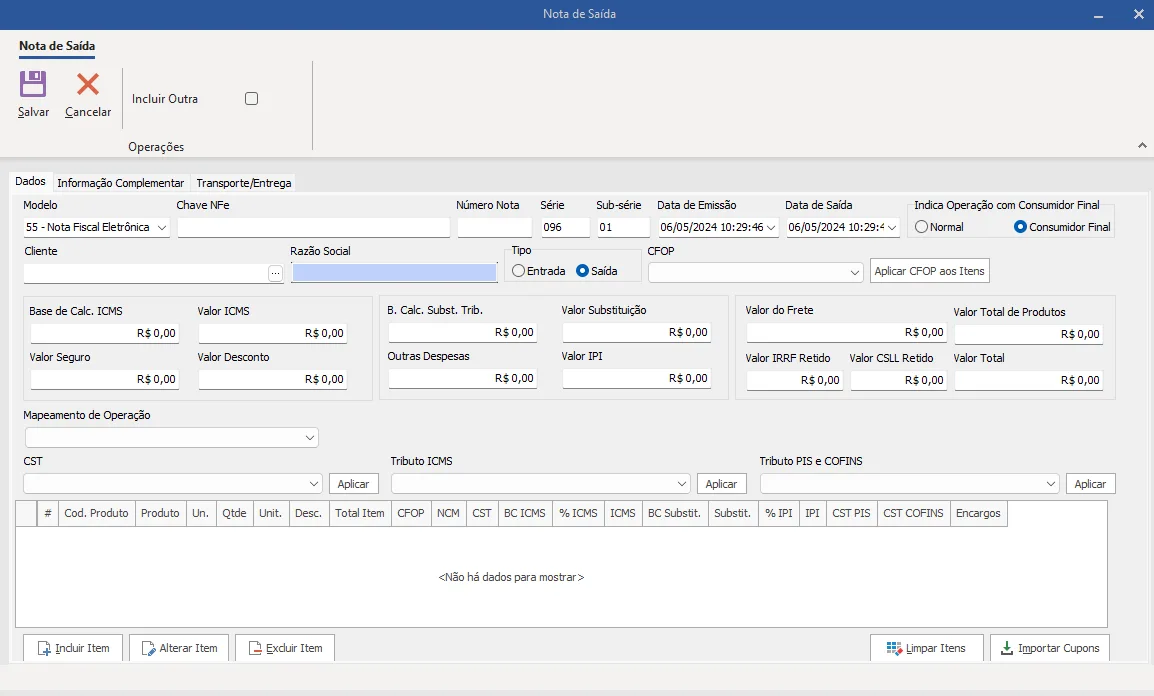 Nota de Saída
Nota de Saída
Salvar
Cancelar
Incluir Outra
Operações
Dados
Informação Complementar
Transporte/Entrega
Modelo
Chave NFe
Número Nota
Série
Sub-série
Data de Emissão
Data de Saída
Indica Operação com Consumidor Final
55 - Nota Fiscal Eletrônica
096
01
06/05/2024 10:29:46
06/05/2024 10:29:4
Normal
Consumidor Final
Cliente
Razão Social
Tipo
CFOP
...
Entrada
Saída
Aplicar CFOP aos Itens
Base de Calc. ICMS
Valor ICMS
B. Calc. Subst. Trib.
Valor Substituição
Valor do Frete
Valor Total de Produtos
R$ 0,00
R$ 0,00
R$ 0,00
R$ 0,00
R$ 0,00
R$ 0,00
Valor Seguro
Valor Desconto
Outras Despesas
Valor IPI
Valor IRRF Retido
Valor CSLL Retido
Valor Total
R$ 0,00
R$ 0,00
R$ 0,00
R$ 0,00
R$ 0,00
R$ 0,00
R$ 0,00
Mapeamento de Operação
CST
Tributo ICMS
Tributo PIS e COFINS
Aplicar
Aplicar
Aplicar
# Cod. Produto Produto Un. Qtde Unit. Desc. Total Item CFOP NCM CST BC ICMS % ICMS ICMS BC Substit. Substit. % IPI IPI CST PIS CST COFINS Encargos
<Não há dados para mostrar>
Incluir Item
Alterar Item
Excluir Item
Limpar Itens
Importar Cupons